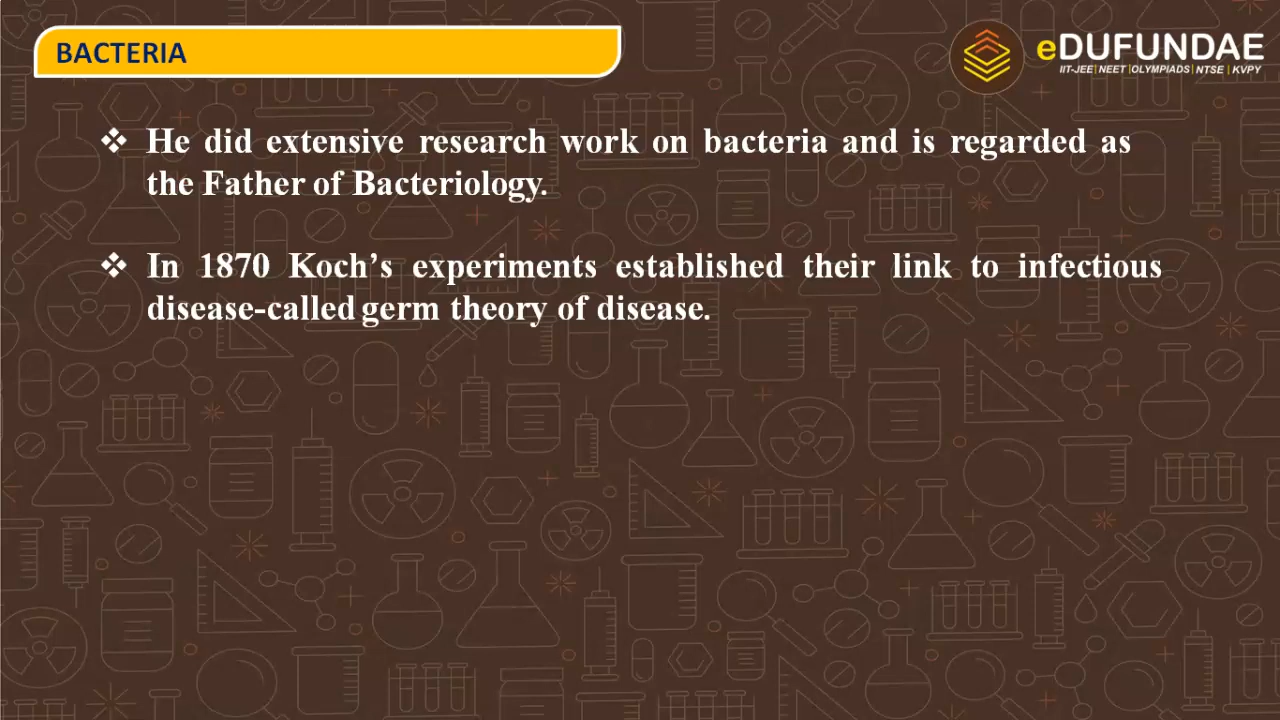 BACTERIA
eDUFUNDAE
IIT-JEE| NEET |OLYMPIADS| NTSE | KVPY
❖ He did extensive research work on bacteria and is regarded as
the Father of Bacteriology.
❖ In 1870 Koch’s experiments established their link to infectious
disease-called germ theory of disease.